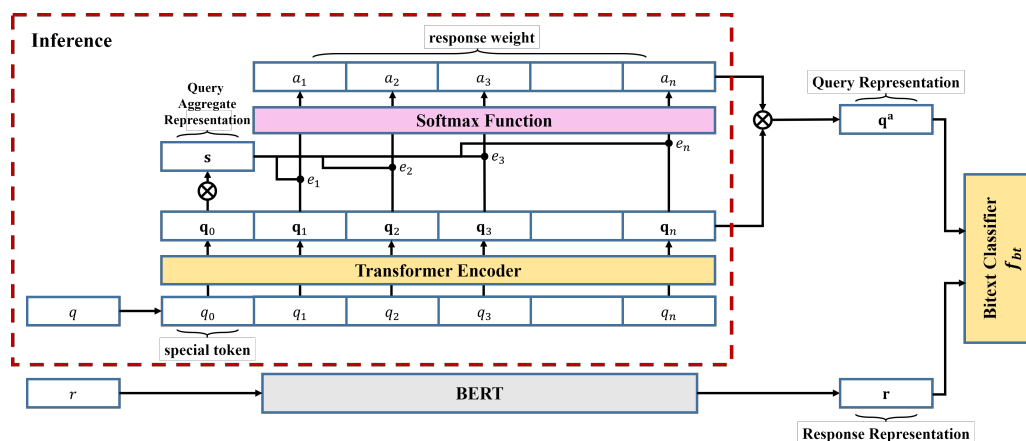 Inference
response weight
a1 a2 a3 an
Query
Aggregate
Representation
Softmax Function
Query Representation
s
e1 e2 e3 en
qᵃ
q0 q1 q2 q3 qn
Transformer Encoder
Bitext Classifier
f_bt
q
q0 q1 q2 q3 qn
special token
r
BERT
r
Response Representation